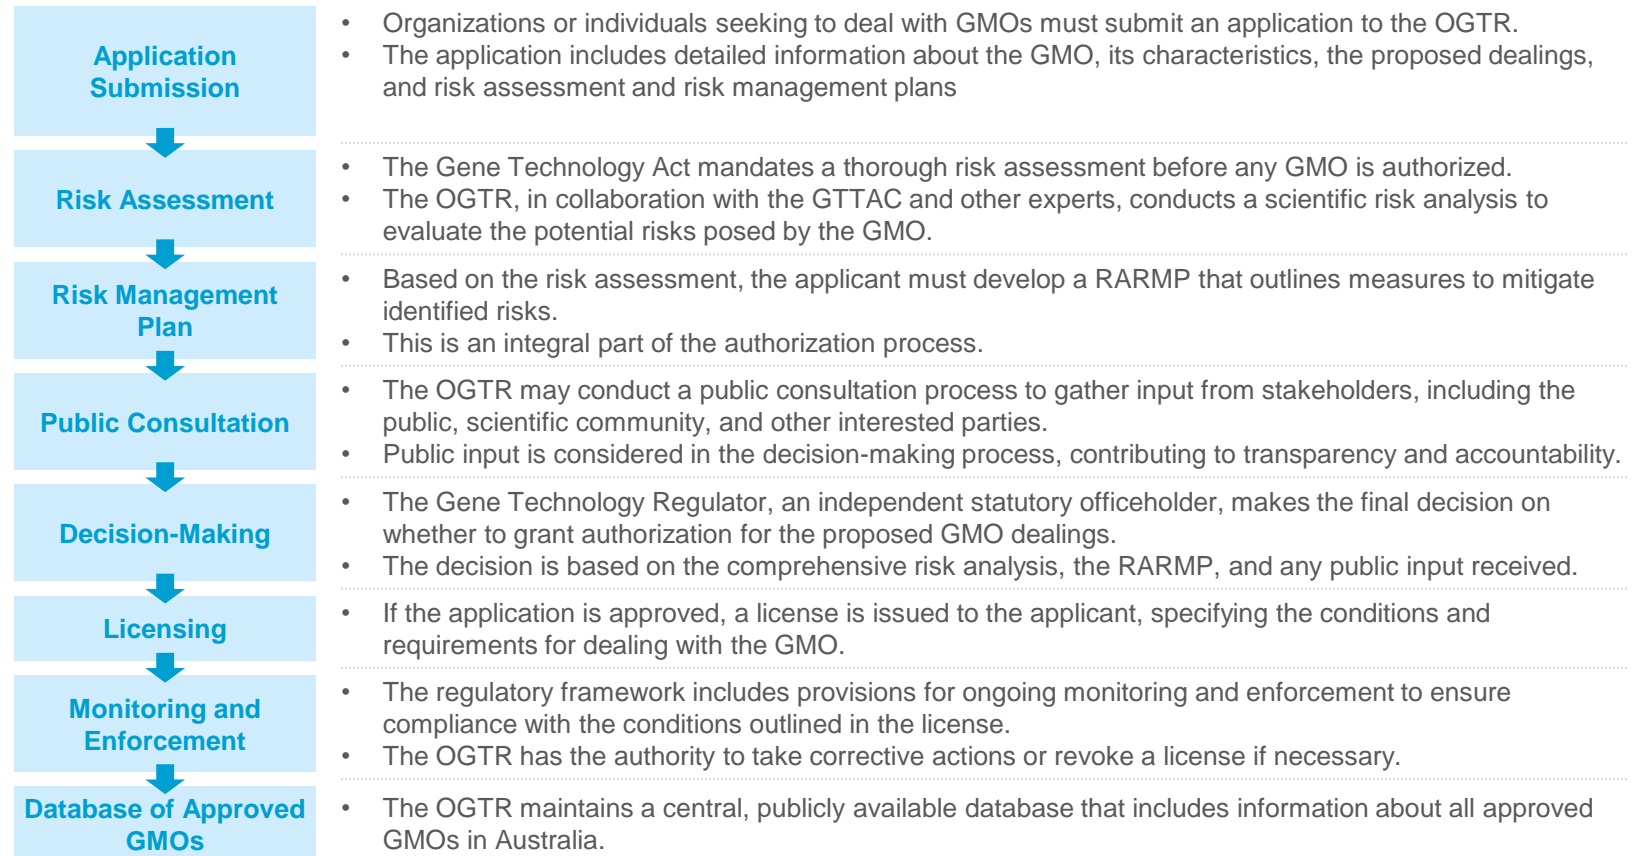 Application
Submission
• Organizations or individuals seeking to deal with GMOs must submit an application to the OGTR.
• The application includes detailed information about the GMO, its characteristics, the proposed dealings,
and risk assessment and risk management plans
Risk Assessment
• The Gene Technology Act mandates a thorough risk assessment before any GMO is authorized.
• The OGTR, in collaboration with the GTTAC and other experts, conducts a scientific risk analysis to
evaluate the potential risks posed by the GMO.
Risk Management
Plan
• Based on the risk assessment, the applicant must develop a RARMP that outlines measures to mitigate
identified risks.
• This is an integral part of the authorization process.
Public Consultation
• The OGTR may conduct a public consultation process to gather input from stakeholders, including the
public, scientific community, and other interested parties.
• Public input is considered in the decision-making process, contributing to transparency and accountability.
Decision-Making
• The Gene Technology Regulator, an independent statutory officeholder, makes the final decision on
whether to grant authorization for the proposed GMO dealings.
• The decision is based on the comprehensive risk analysis, the RARMP, and any public input received.
Licensing
• If the application is approved, a license is issued to the applicant, specifying the conditions and
requirements for dealing with the GMO.
Monitoring and
Enforcement
• The regulatory framework includes provisions for ongoing monitoring and enforcement to ensure
compliance with the conditions outlined in the license.
• The OGTR has the authority to take corrective actions or revoke a license if necessary.
Database of Approved
GMOs
• The OGTR maintains a central, publicly available database that includes information about all approved
GMOs in Australia.